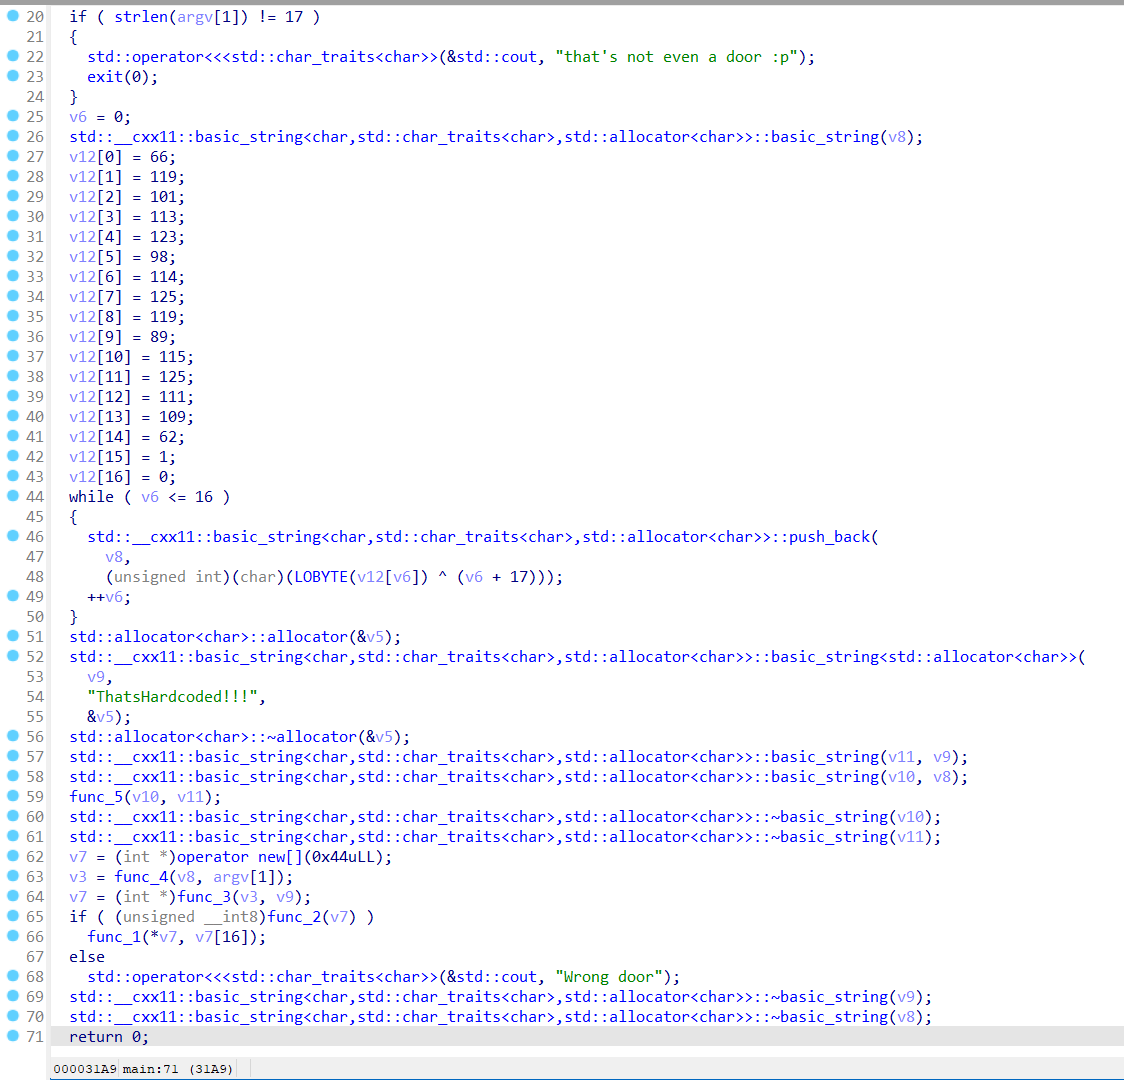 20 if ( strlen(argv[1]) != 17 )
21 {
22 std::operator<<<std::char_traits<char>>(&std::cout, "that's not even a door :p");
23 exit(0);
24 }
25 v6 = 0;
26 std::__cxx11::basic_string<char,std::char_traits<char>,std::allocator<char>>::basic_string(v8);
27 v12[0] = 66;
28 v12[1] = 119;
29 v12[2] = 101;
30 v12[3] = 113;
31 v12[4] = 123;
32 v12[5] = 98;
33 v12[6] = 114;
34 v12[7] = 125;
35 v12[8] = 119;
36 v12[9] = 89;
37 v12[10] = 115;
38 v12[11] = 125;
39 v12[12] = 111;
40 v12[13] = 109;
41 v12[14] = 62;
42 v12[15] = 1;
43 v12[16] = 0;
44 while ( v6 <= 16 )
45 {
46 std::__cxx11::basic_string<char,std::char_traits<char>,std::allocator<char>>::push_back(
47 v8,
48 (unsigned int)(char)(LOBYTE(v12[v6]) ^ (v6 + 17)));
49 ++v6;
50 }
51 std::allocator<char>::allocator(&v5);
52 std::__cxx11::basic_string<char,std::char_traits<char>,std::allocator<char>>::basic_string<std::allocator<char>>(
53 v9,
54 "ThatsHardcoded!!!",
55 &v5);
56 std::allocator<char>::~allocator(&v5);
57 std::__cxx11::basic_string<char,std::char_traits<char>,std::allocator<char>>::basic_string(v11, v9);
58 std::__cxx11::basic_string<char,std::char_traits<char>,std::allocator<char>>::basic_string(v10, v8);
59 func_5(v10, v11);
60 std::__cxx11::basic_string<char,std::char_traits<char>,std::allocator<char>>::~basic_string(v10);
61 std::__cxx11::basic_string<char,std::char_traits<char>,std::allocator<char>>::~basic_string(v11);
62 v7 = (int *)operator new[](0x44uLL);
63 v3 = func_4(v8, argv[1]);
64 v7 = (int *)func_3(v3, v9);
65 if ( (unsigned __int8)func_2(v7) )
66 func_1(*v7, v7[16]);
67 else
68 std::operator<<<std::char_traits<char>>(&std::cout, "Wrong door");
69 std::__cxx11::basic_string<char,std::char_traits<char>,std::allocator<char>>::~basic_string(v9);
70 std::__cxx11::basic_string<char,std::char_traits<char>,std::allocator<char>>::~basic_string(v8);
71 return 0;
000031A9 main:71 (31A9)